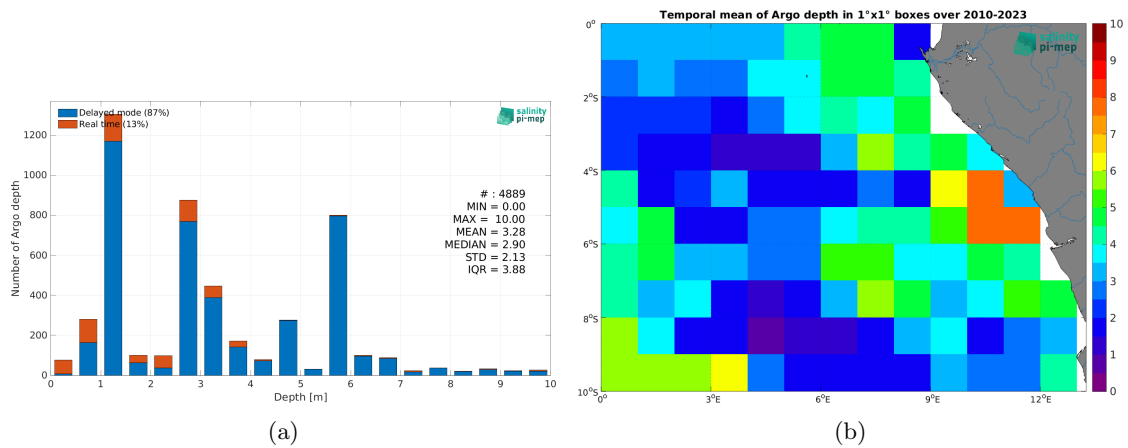 Delayed mode (87%)
Real time (13%)
salinity
pi-mep
# : 4889
MIN = 0.00
MAX = 10.00
MEAN = 3.28
MEDIAN = 2.90
STD = 2.13
IQR = 3.88
Number of Argo depth
1200
1000
800
600
400
200
0
0 1 2 3 4 5 6 7 8 9 10
Depth [m]
(a)
Temporal mean of Argo depth in 1°x1° boxes over 2010-2023
salinity
pi-mep
0°
2°S
4°S
6°S
8°S
10°S
0° 3°E 6°E 9°E 12°E
10
9
8
7
6
5
4
3
2
1
0
(b)